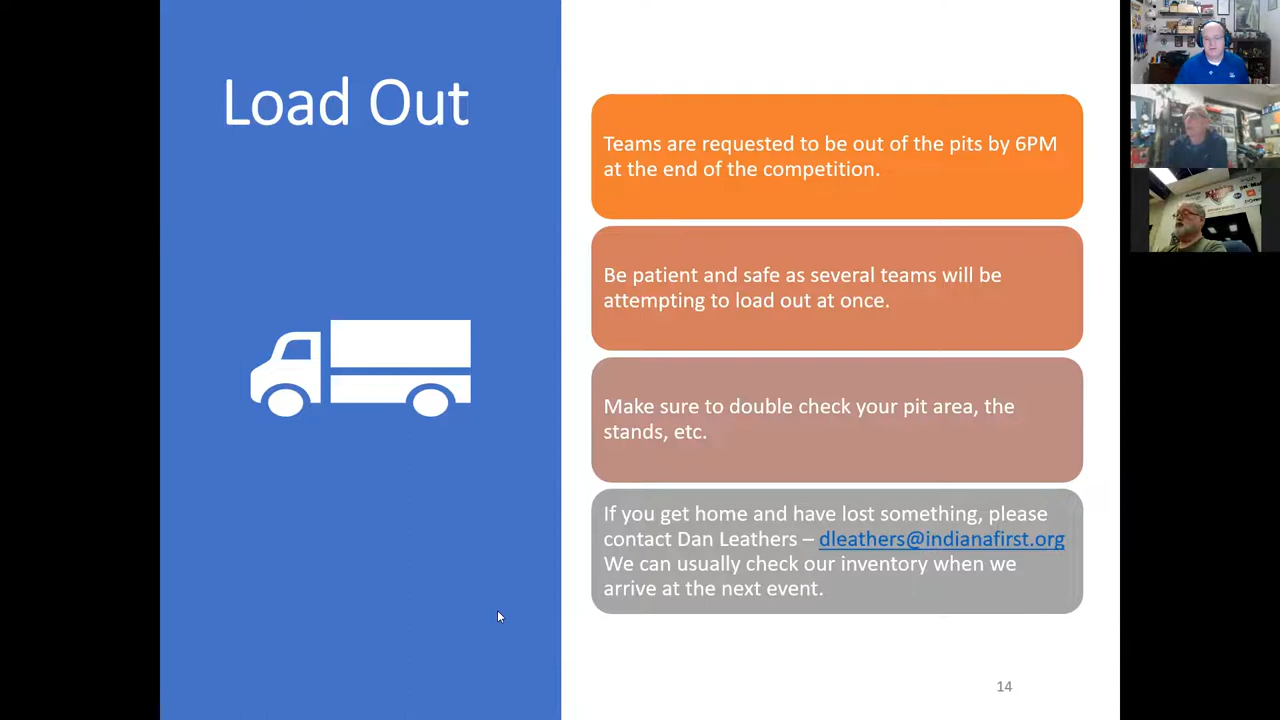 Load Out
Teams are requested to be out of the pits by 6PM
at the end of the competition.
Be patient and safe as several teams will be
attempting to load out at once.
Make sure to double check your pit area, the
stands, etc.
If you get home and have lost something, please
contact Dan Leathers – dleathers@indianafirst.org
We can usually check our inventory when we
arrive at the next event.
14